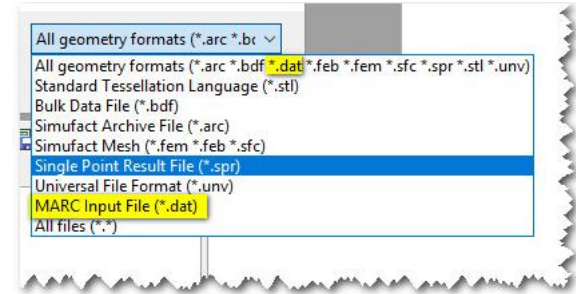 All geometry formats (*.arc *.bc
All geometry formats (*.arc *.bdf *.dat *.feb *.fem *.sfc *.spr *.stl *.unv)
Standard Tessellation Language (*.stl)
Bulk Data File (*.bdf)
Simufact Archive File (*.arc)
Simufact Mesh (*.fem *.feb *.sfc)
Single Point Result File (*.spr)
Universal File Format (*.unv)
MARC Input File (*.dat)
All files (*.*)